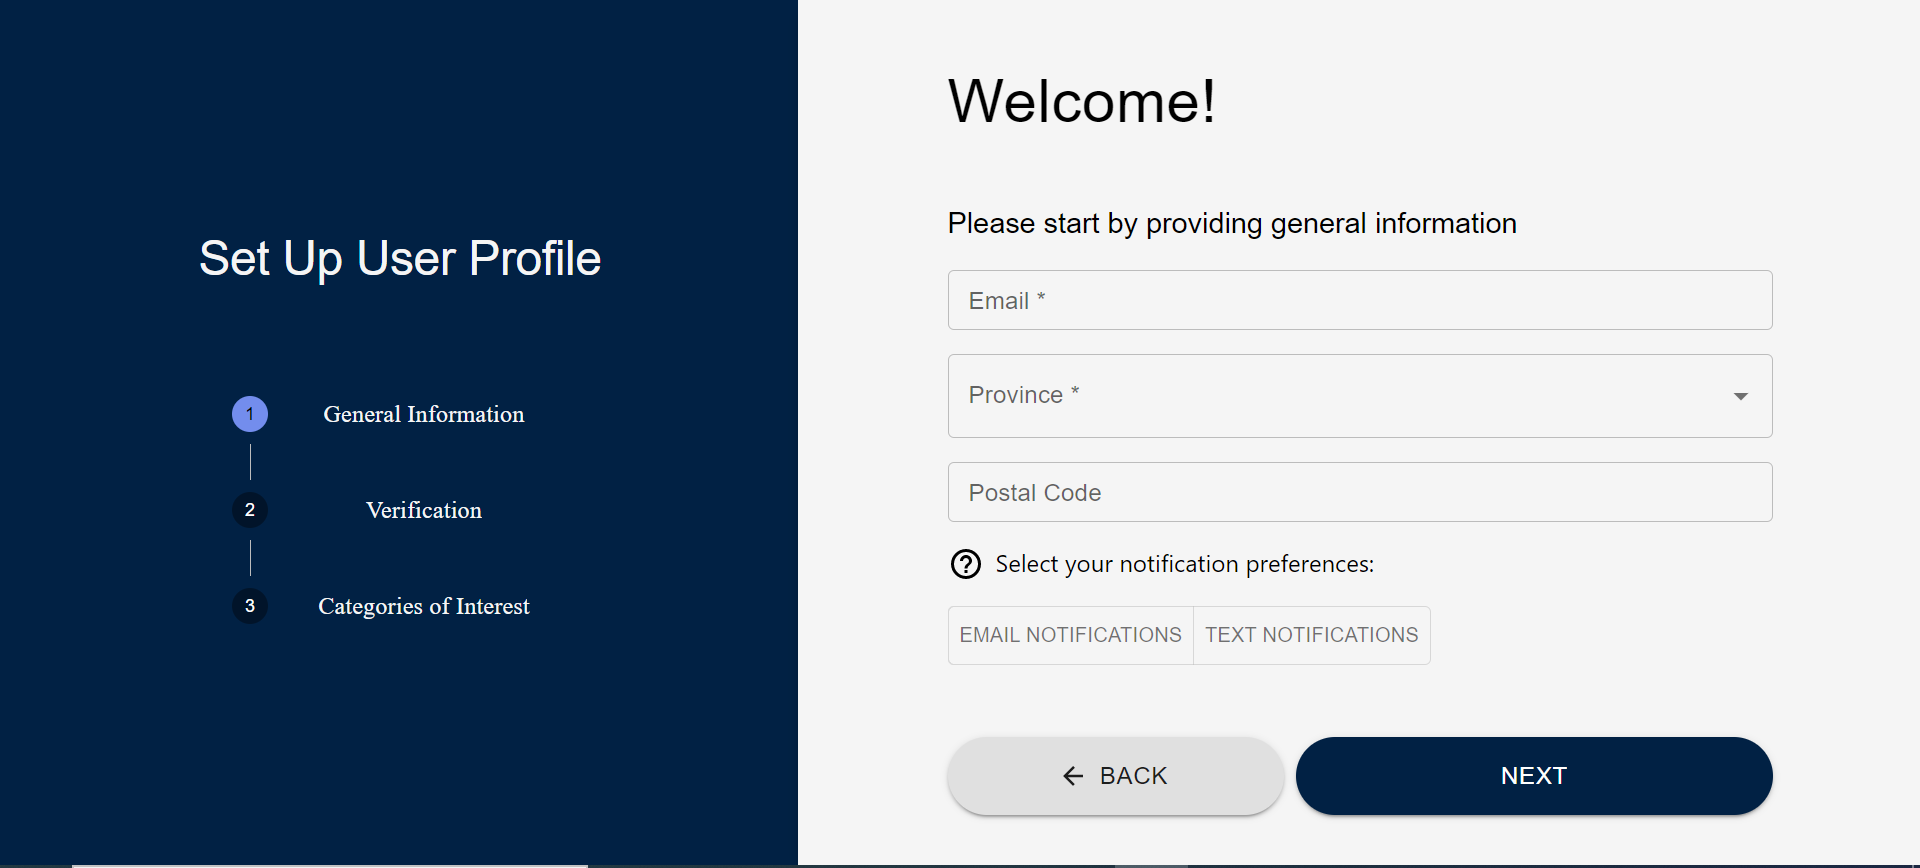 Set Up User Profile
1 General Information
2 Verification
3 Categories of Interest
Welcome!
Please start by providing general information
Email *
Province *
Postal Code
Select your notification preferences:
EMAIL NOTIFICATIONS TEXT NOTIFICATIONS
BACK NEXT